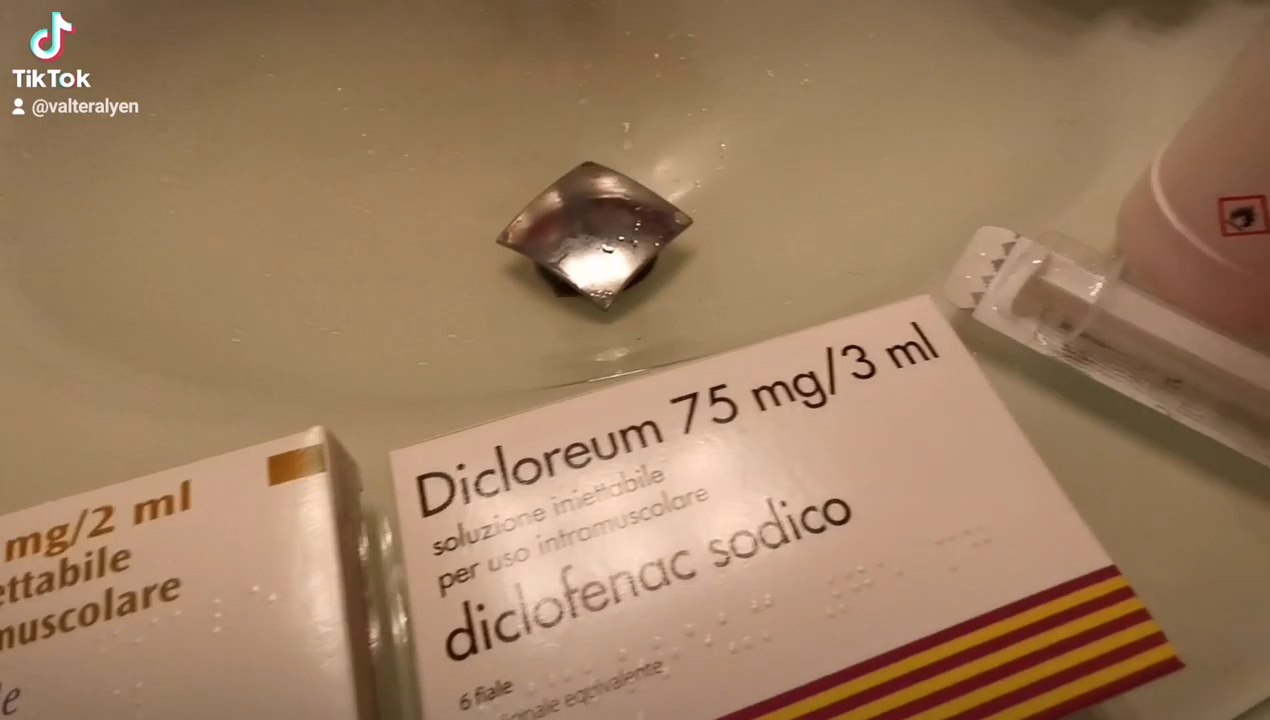 TikTok
@valteralyen
Dicloreum 75 mg/3 ml
soluzione iniettabile
per uso intramuscolare
diclofenac sodico
6 fiale
equivalente
mg/2 ml
ettabile
muscolare